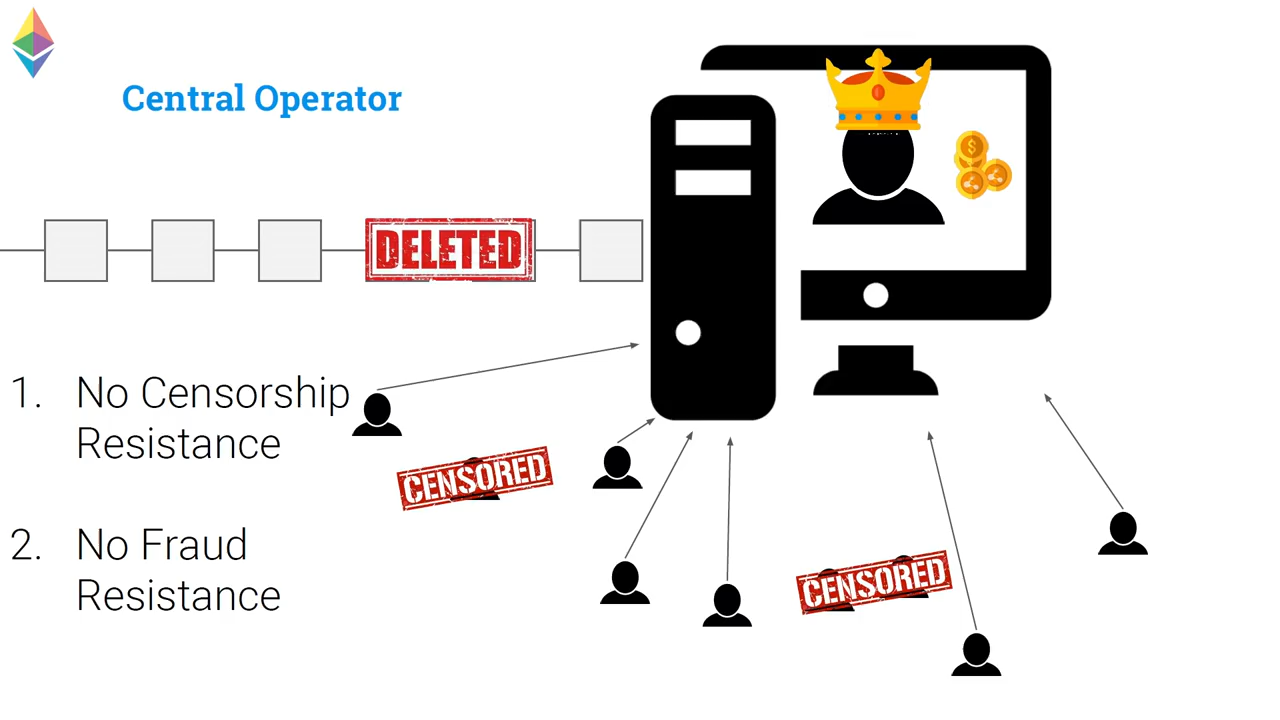 Central Operator
DELETED
1. No Censorship
Resistance
CENSORED
2. No Fraud
Resistance
CENSORED
$